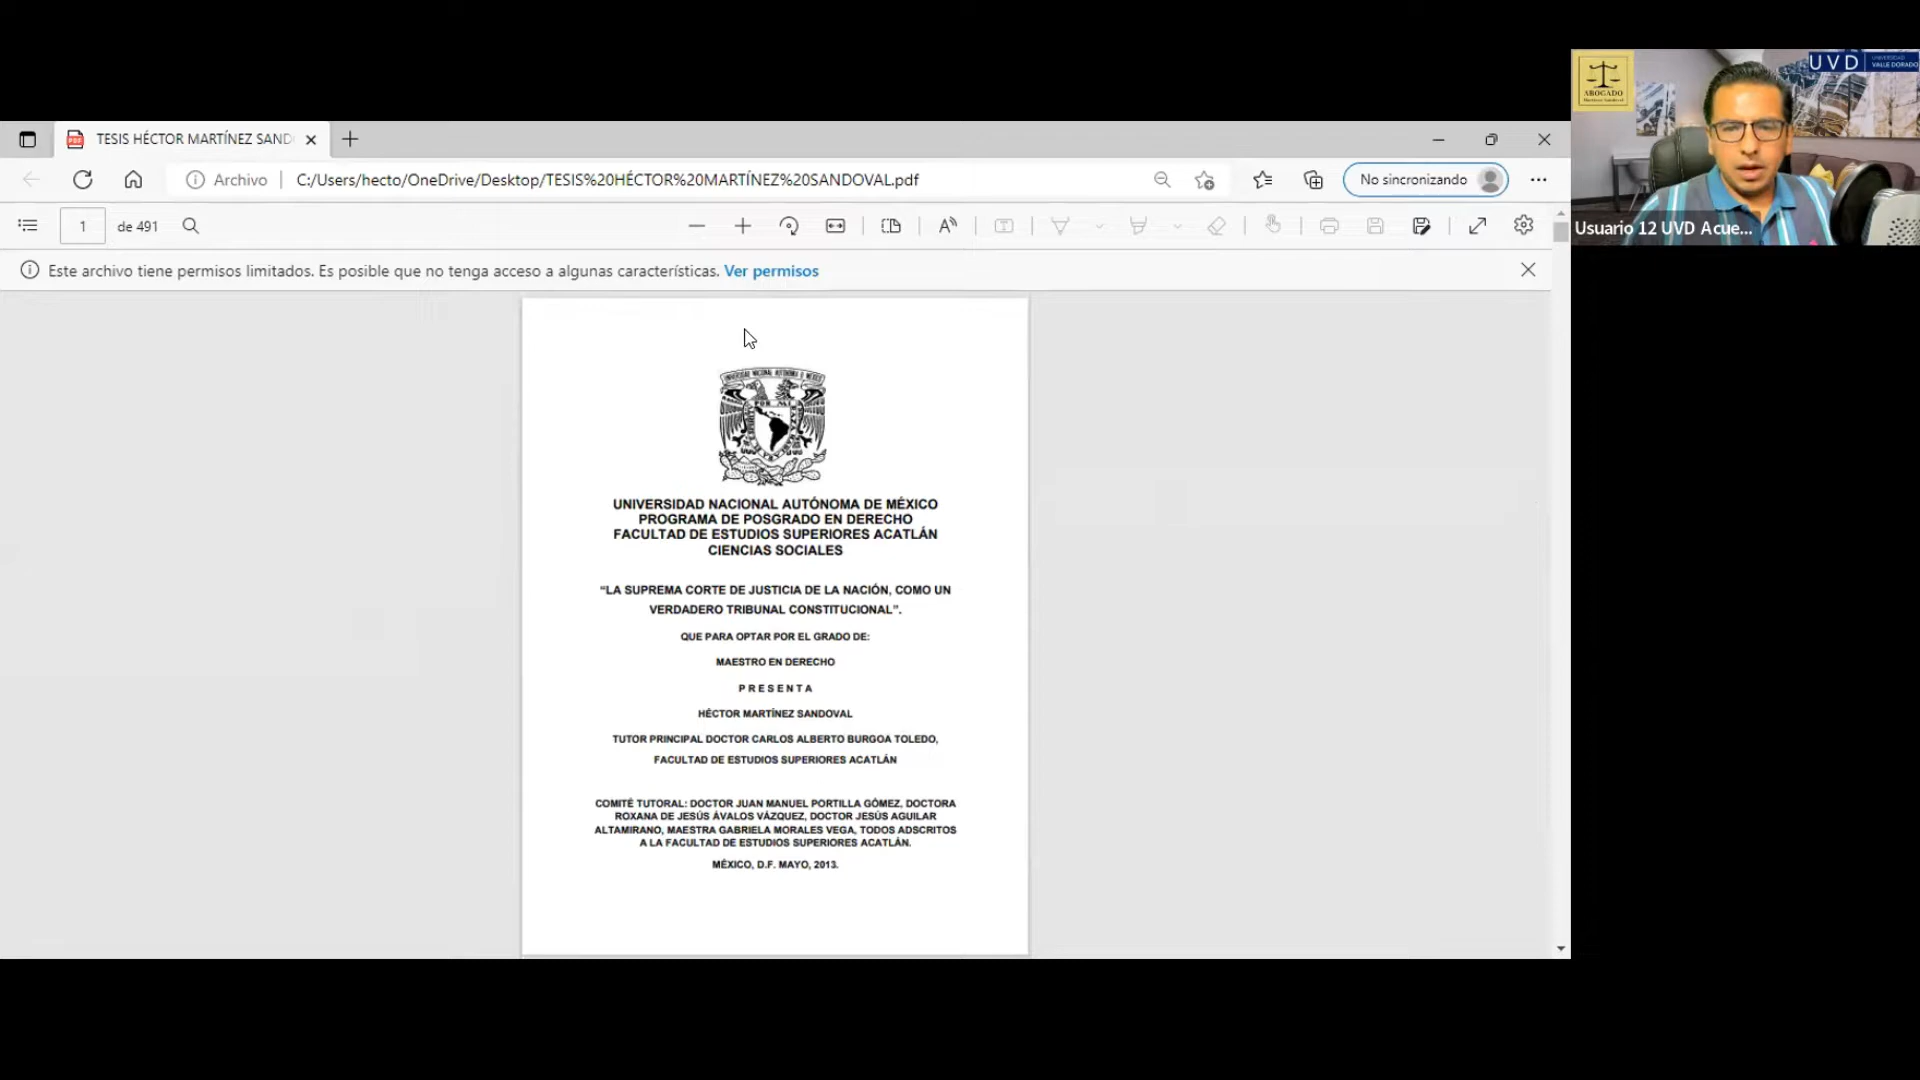 UVD UNIVERSIDAD VALLE DORADO
ABOGADO
Martínez Sandoval
Usuario 12 UVD Acue...
TESIS HÉCTOR MARTÍNEZ SAND
Archivo
C:/Users/hecto/OneDrive/Desktop/TESIS%20HÉCTOR%20MARTÍNEZ%20SANDOVAL.pdf
No sincronizando
1 de 491
Este archivo tiene permisos limitados. Es posible que no tenga acceso a algunas características. Ver permisos
UNIVERSIDAD NACIONAL AUTÓNOMA DE MÉXICO
PROGRAMA DE POSGRADO EN DERECHO
FACULTAD DE ESTUDIOS SUPERIORES ACATLÁN
CIENCIAS SOCIALES
“LA SUPREMA CORTE DE JUSTICIA DE LA NACIÓN, COMO UN
VERDADERO TRIBUNAL CONSTITUCIONAL”.
QUE PARA OPTAR POR EL GRADO DE:
MAESTRO EN DERECHO
P R E S E N T A
HÉCTOR MARTÍNEZ SANDOVAL
TUTOR PRINCIPAL DOCTOR CARLOS ALBERTO BURGOA TOLEDO,
FACULTAD DE ESTUDIOS SUPERIORES ACATLÁN
COMITÉ TUTORAL: DOCTOR JUAN MANUEL PORTILLA GÓMEZ, DOCTORA
ROXANA DE JESÚS ÁVALOS VÁZQUEZ, DOCTOR JESÚS AGUILAR
ALTAMIRANO, MAESTRA GABRIELA MORALES VEGA, TODOS ADSCRITOS
A LA FACULTAD DE ESTUDIOS SUPERIORES ACATLÁN.
MÉXICO, D.F. MAYO, 2013.